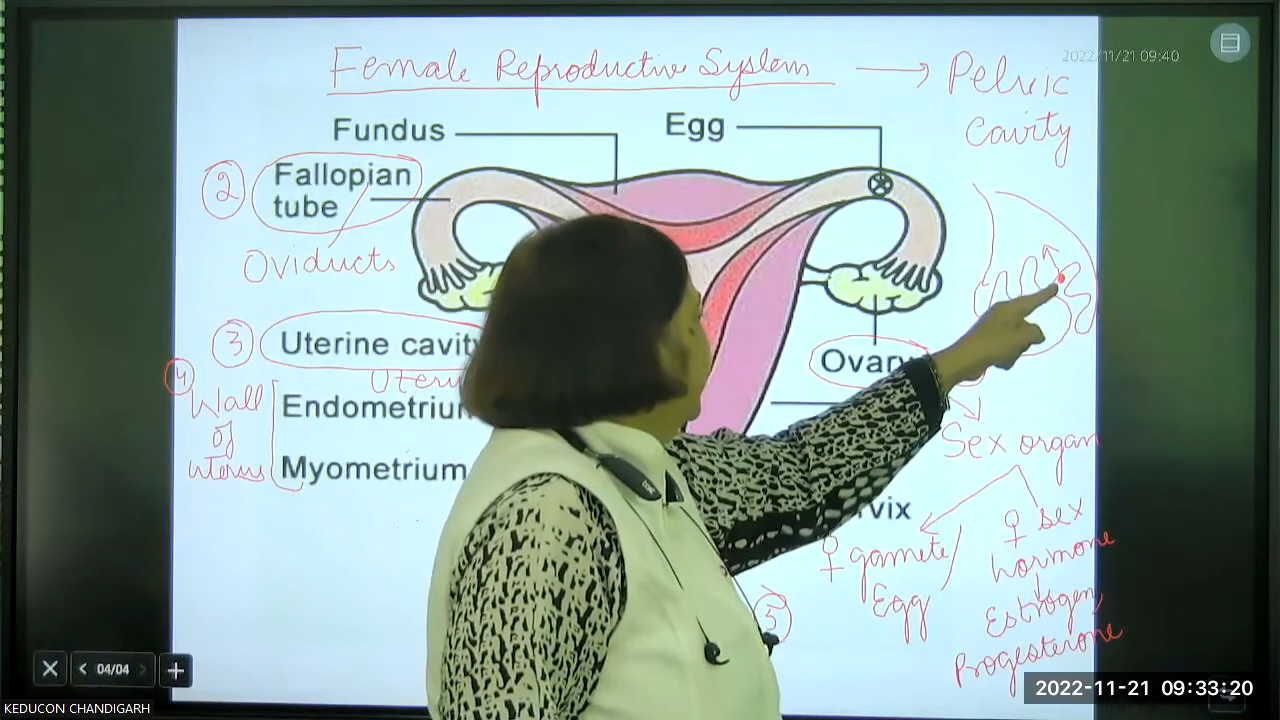 2022/11/21 09:40
Female Reproductive System → Pelvic
Cavity
Fundus
Egg
② Fallopian
tube
Oviducts
③ Uterine cavity
④
Wall
of
uterus
Endometrium
Myometrium
Ovary
Sex organ
♀ gamete/
Egg
♀ sex
hormone
Estrogen,
Progesterone
⑤
04/04
2022-11-21 09:33:20
KEDUCON CHANDIGARH